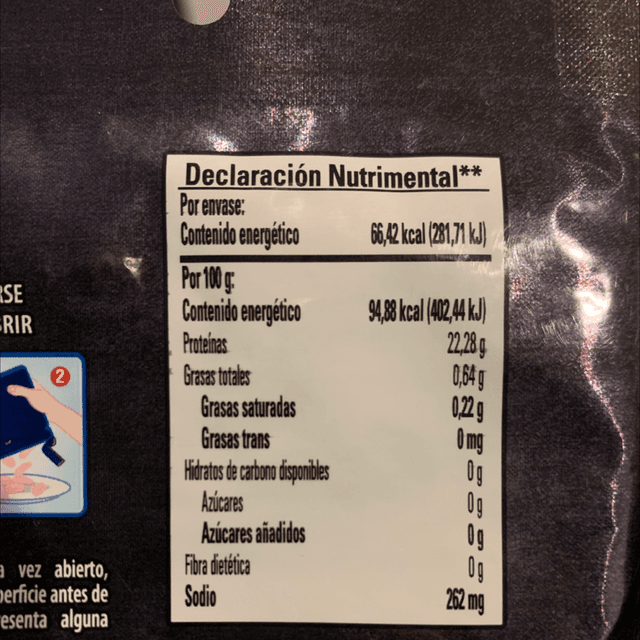 Declaración Nutrimental**
Por envase:
Contenido energético 66,42 kcal (281,71 kJ)
Por 100 g:
Contenido energético 94,88 kcal (402,44 kJ)
Proteínas 22,28 g
Grasas totales 0,64 g
Grasas saturadas 0,22 g
Grasas trans 0 mg
Hidratos de carbono disponibles 0 g
Azúcares 0 g
Azúcares añadidos 0 g
Fibra dietética 0 g
Sodio 262 mg
RSE
BRIR
2
a vez abierto,
perficie antes de
resenta alguna